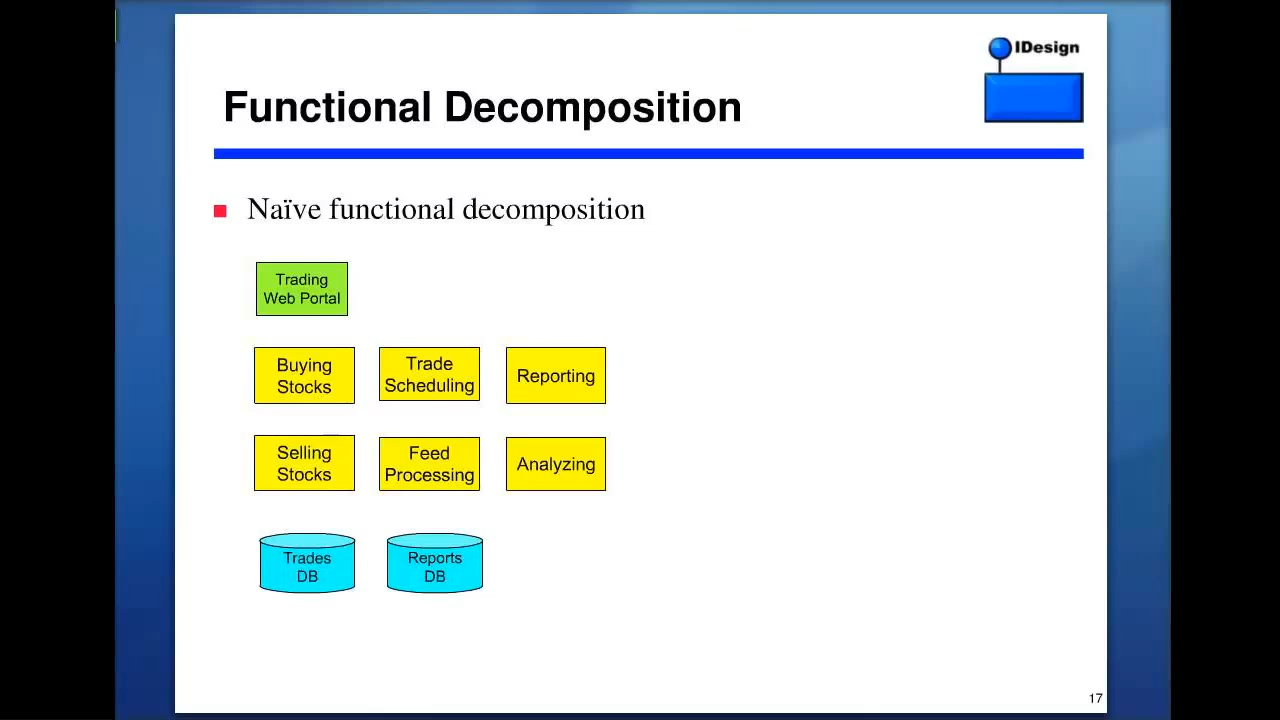 IDesign
Functional Decomposition
Naïve functional decomposition
Trading
Web Portal
Buying
Stocks
Trade
Scheduling
Reporting
Selling
Stocks
Feed
Processing
Analyzing
Trades
DB
Reports
DB
17